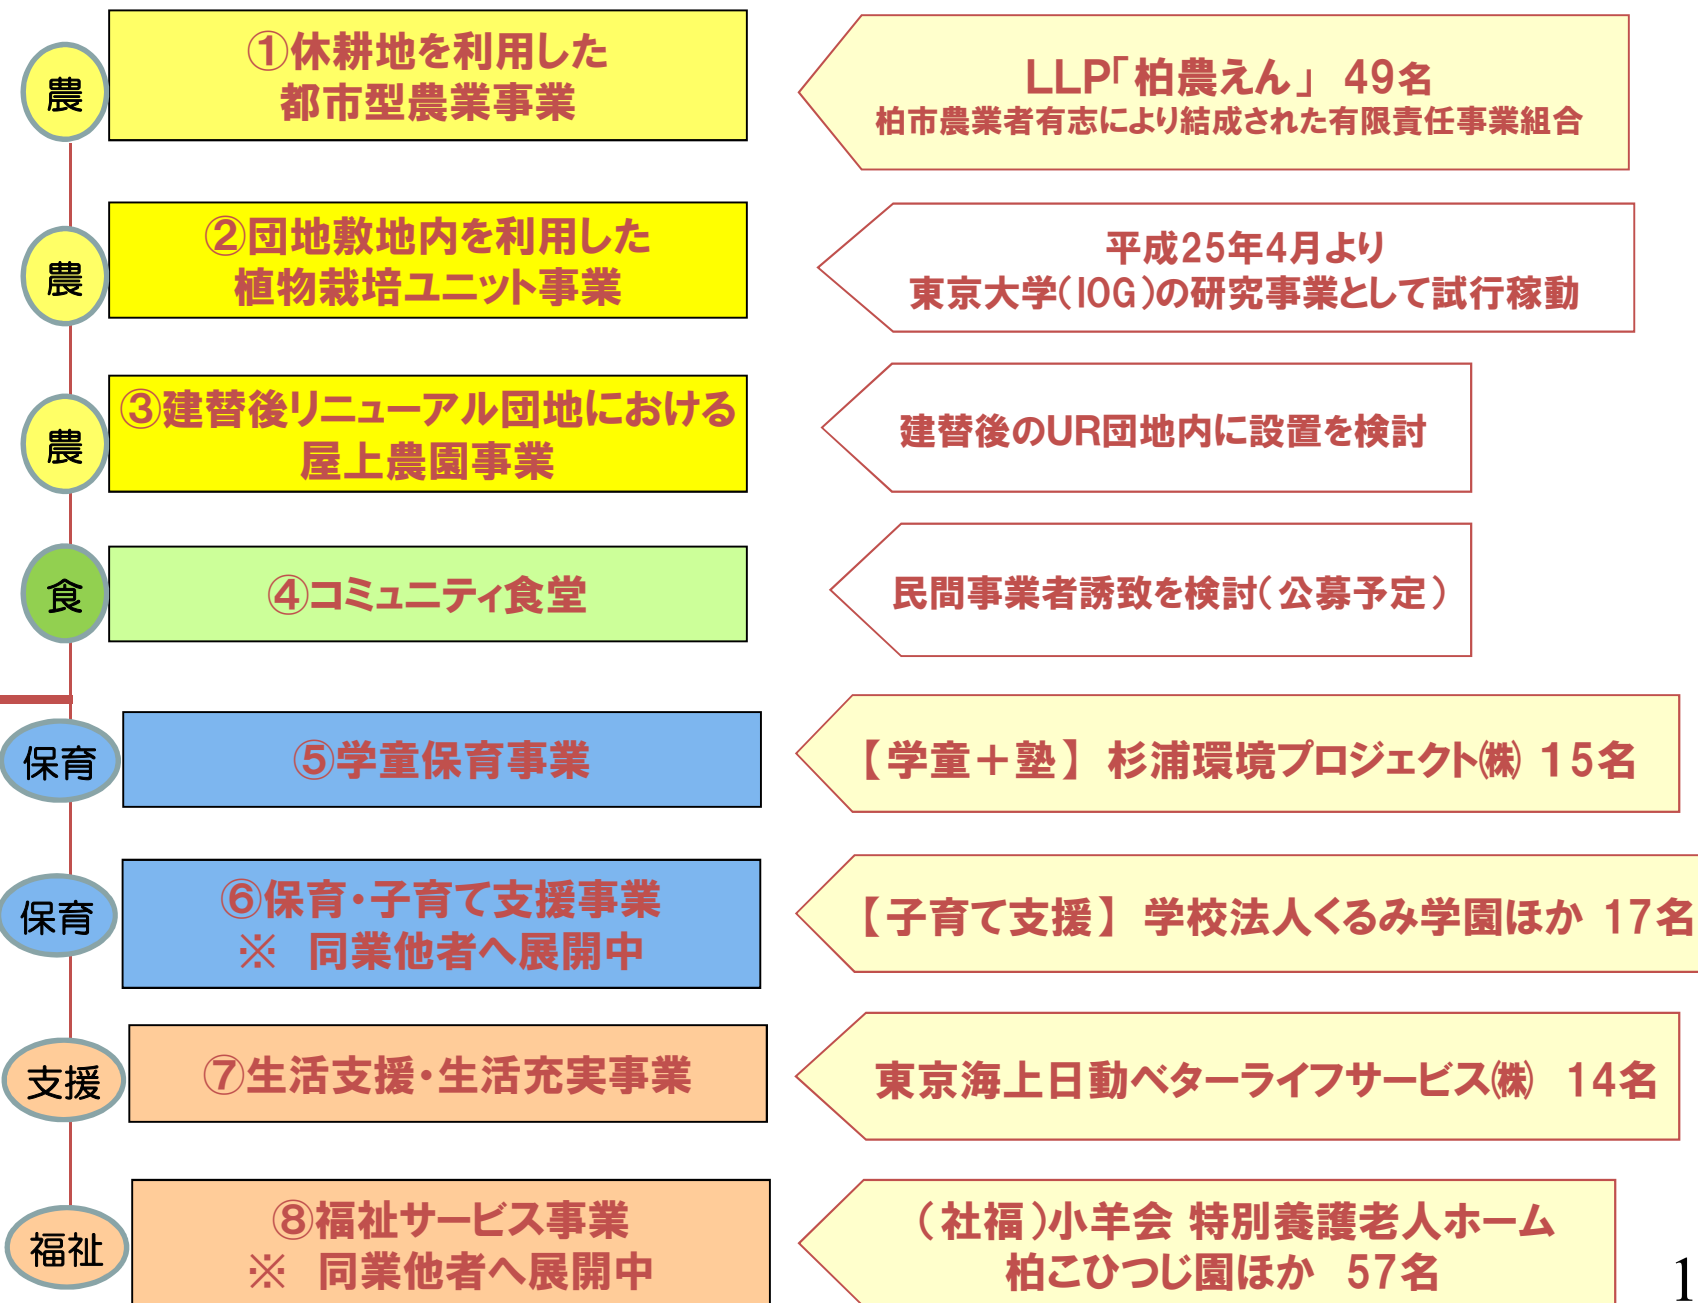 農
①休耕地を利用した
都市型農業事業
LLP「柏農えん」 49名
柏市農業者有志により結成された有限責任事業組合
農
②団地敷地内を利用した
植物栽培ユニット事業
平成25年4月より
東京大学(IOG)の研究事業として試行稼動
農
③建替後リニューアル団地における
屋上農園事業
建替後のUR団地内に設置を検討
食
④コミュニティ食堂
民間事業者誘致を検討(公募予定)
保育
⑤学童保育事業
【学童+塾】 杉浦環境プロジェクト㈱ 15名
保育
⑥保育・子育て支援事業
※ 同業他者へ展開中
【子育て支援】 学校法人くるみ学園ほか 17名
支援
⑦生活支援・生活充実事業
東京海上日動ベターライフサービス㈱ 14名
福祉
⑧福祉サービス事業
※ 同業他者へ展開中
(社福)小羊会 特別養護老人ホーム
柏こひつじ園ほか 57名
1